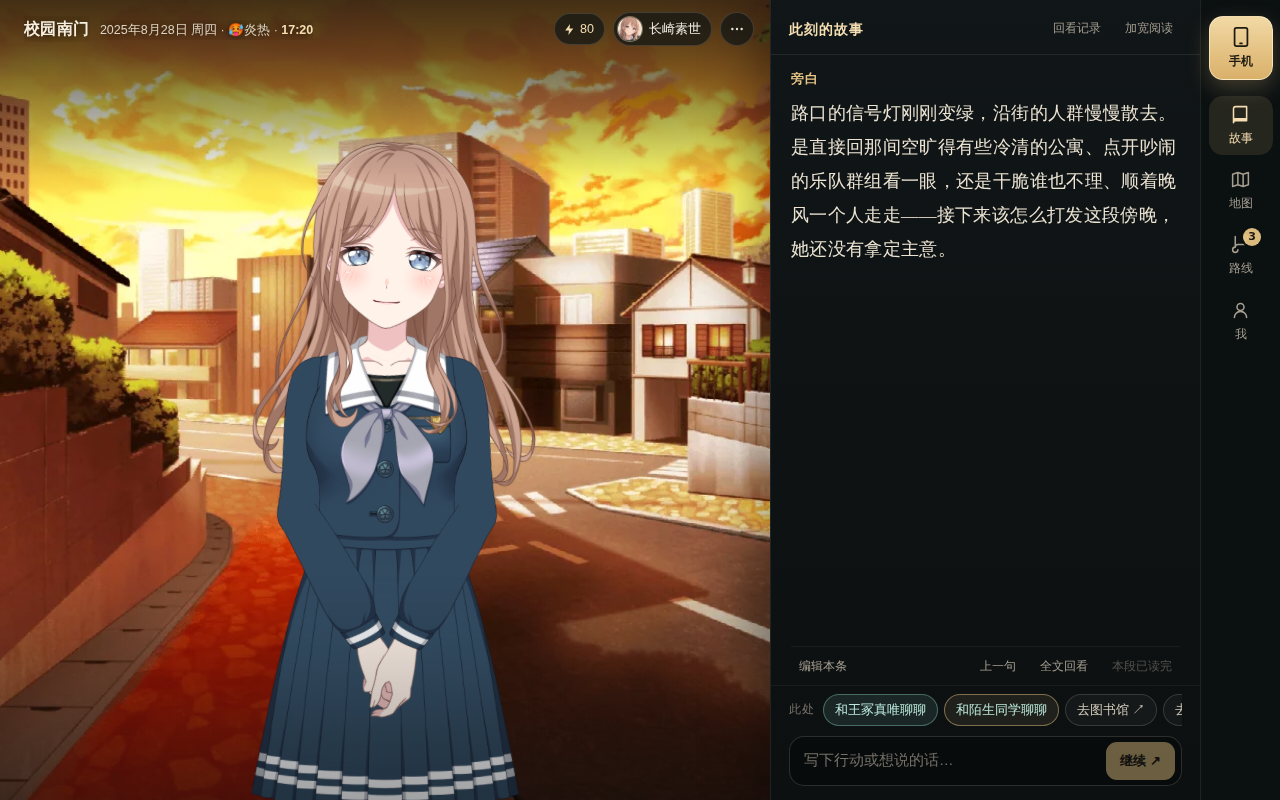 校园南门 2025年8月28日 周四 · 🥵炎热 · 17:20
80
长崎素世
此刻的故事
回看记录
加宽阅读
旁白
路口的信号灯刚刚变绿，沿街的人群慢慢散去。
是直接回那间空旷得有些冷清的公寓、点开吵闹
的乐队群组看一眼，还是干脆谁也不理、顺着晚
风一个人走走——接下来该怎么打发这段傍晚，
她还没有拿定主意。
编辑本条
上一句
全文回看
本段已读完
此处
和王冢真唯聊聊
和陌生同学聊聊
去图书馆 ↗
去
写下行动或想说的话…
继续 ↗
手机
故事
地图
3
路线
我